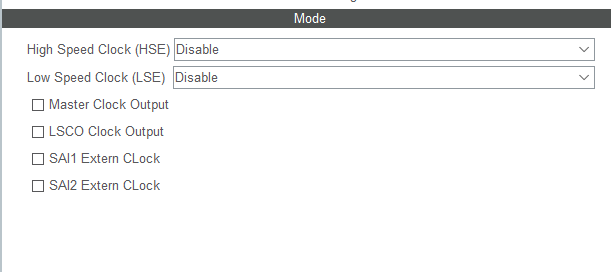 Mode
High Speed Clock (HSE) Disable
Low Speed Clock (LSE) Disable
Master Clock Output
LSCO Clock Output
SAI1 Extern CLock
SAI2 Extern CLock